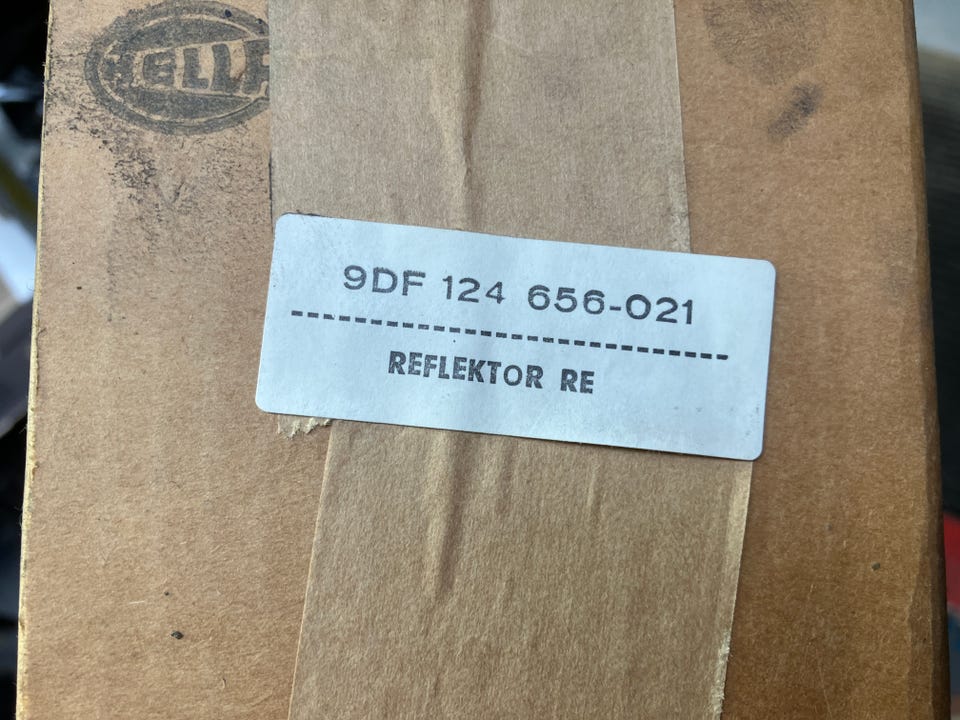 HELLA
9DF 124 656-021
REFLEKTOR RE